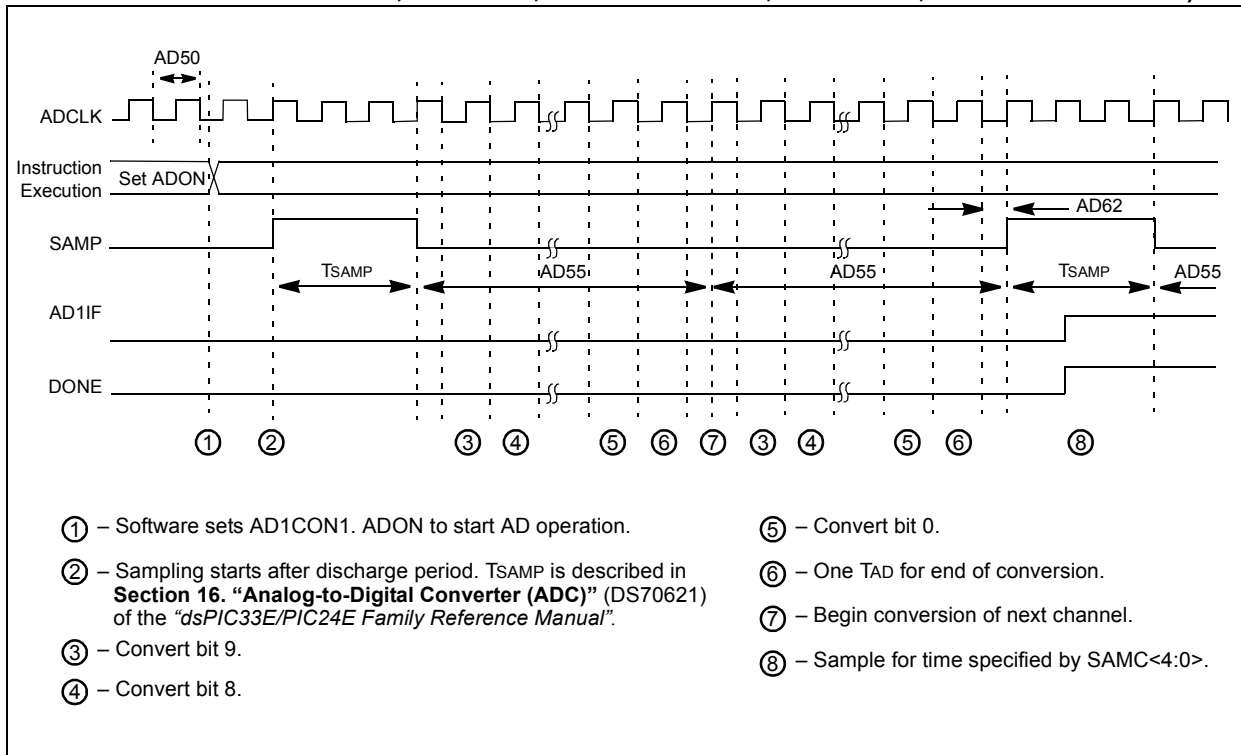 AD50
ADCLK
Instruction
Execution
Set ADON
AD62
SAMP
TSAMP
AD55
AD55
TSAMP
AD55
AD1IF
DONE
1 2 3 4 5 6 7 3 4 5 6 8
1 – Software sets AD1CON1. ADON to start AD operation.
2 – Sampling starts after discharge period. TSAMP is described in
Section 16. “Analog-to-Digital Converter (ADC)” (DS70621)
of the “dsPIC33E/PIC24E Family Reference Manual”.
3 – Convert bit 9.
4 – Convert bit 8.
5 – Convert bit 0.
6 – One TAD for end of conversion.
7 – Begin conversion of next channel.
8 – Sample for time specified by SAMC<4:0>.